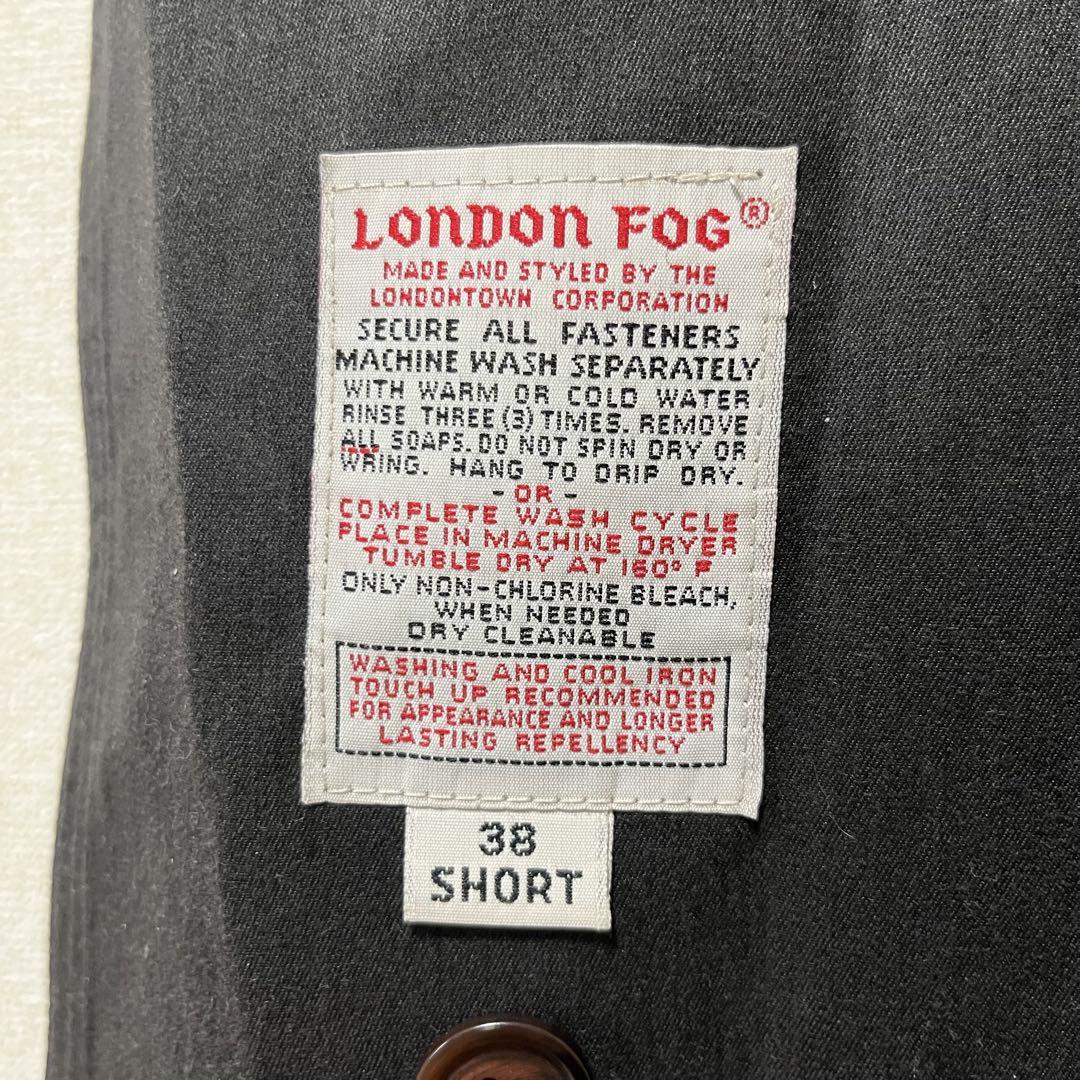 LONDON FOG®
MADE AND STYLED BY THE
LONDONTOWN CORPORATION
SECURE ALL FASTENERS
MACHINE WASH SEPARATELY
WITH WARM OR COLD WATER
RINSE THREE (3) TIMES. REMOVE
ALL SOAPS. DO NOT SPIN DRY OR
WRING. HANG TO DRIP DRY.
- OR -
COMPLETE WASH CYCLE
PLACE IN MACHINE DRYER
TUMBLE DRY AT 160° F
ONLY NON-CHLORINE BLEACH,
WHEN NEEDED
DRY CLEANABLE
WASHING AND COOL IRON
TOUCH UP RECOMMENDED
FOR APPEARANCE AND LONGER
LASTING REPELLENCY
38
SHORT